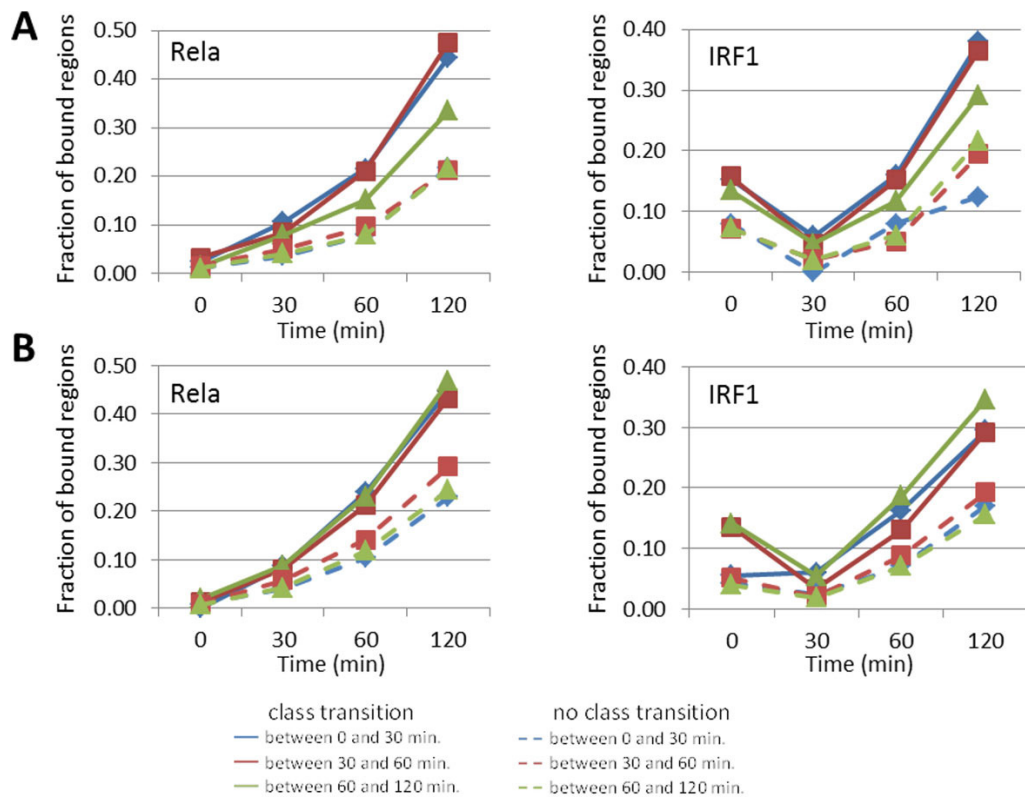 A
Rela
IRF1
Fraction of bound regions
0.50
0.40
0.30
0.20
0.10
0.00
0 30 60 120
Time (min)
Fraction of bound regions
0.40
0.30
0.20
0.10
0.00
0 30 60 120
Time (min)
B
Rela
IRF1
Fraction of bound regions
0.50
0.40
0.30
0.20
0.10
0.00
0 30 60 120
Time (min)
Fraction of bound regions
0.40
0.30
0.20
0.10
0.00
0 30 60 120
Time (min)
class transition
between 0 and 30 min.
between 30 and 60 min.
between 60 and 120 min.
no class transition
between 0 and 30 min.
between 30 and 60 min.
between 60 and 120 min.